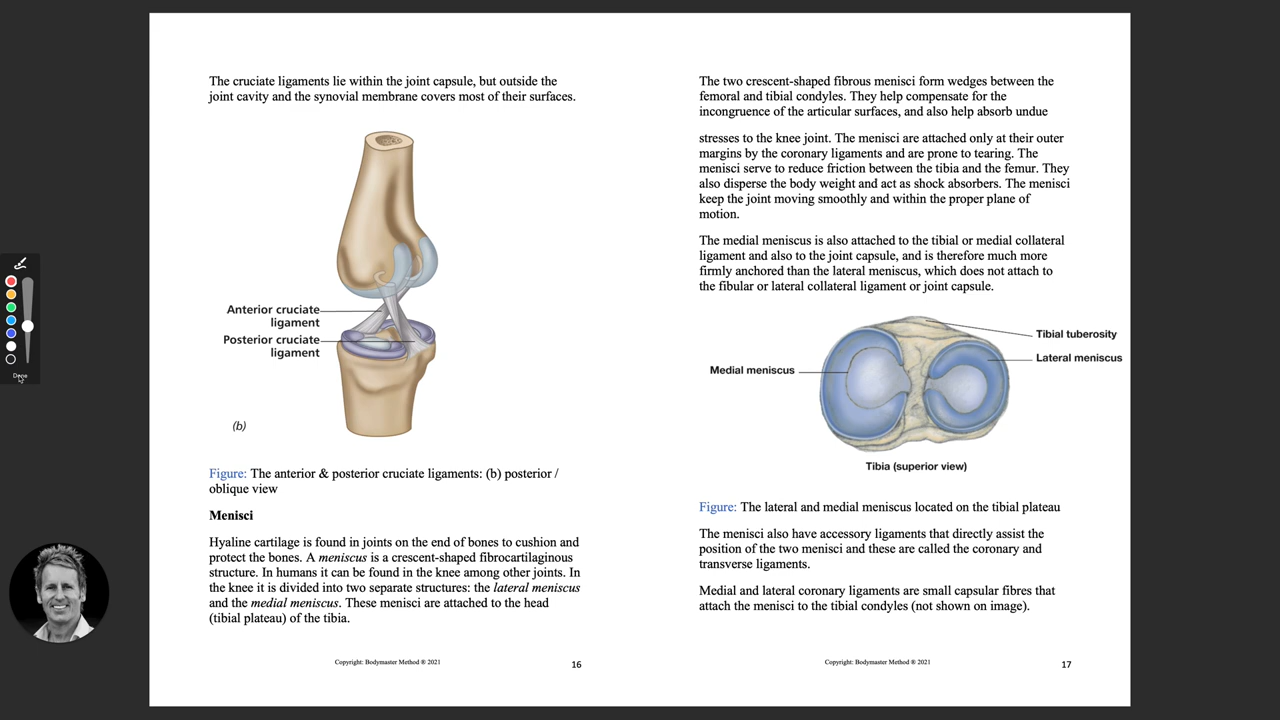 The cruciate ligaments lie within the joint capsule, but outside the
joint cavity and the synovial membrane covers most of their surfaces.
Anterior cruciate
ligament
Posterior cruciate
ligament
(b)
Figure: The anterior & posterior cruciate ligaments: (b) posterior /
oblique view
Menisci
Hyaline cartilage is found in joints on the end of bones to cushion and
protect the bones. A meniscus is a crescent-shaped fibrocartilaginous
structure. In humans it can be found in the knee among other joints. In
the knee it is divided into two separate structures: the lateral meniscus
and the medial meniscus. These menisci are attached to the head
(tibial plateau) of the tibia.
Copyright: Bodymaster Method ® 2021
16
The two crescent-shaped fibrous menisci form wedges between the
femoral and tibial condyles. They help compensate for the
incongruence of the articular surfaces, and also help absorb undue
stresses to the knee joint. The menisci are attached only at their outer
margins by the coronary ligaments and are prone to tearing. The
menisci serve to reduce friction between the tibia and the femur. They
also disperse the body weight and act as shock absorbers. The menisci
keep the joint moving smoothly and within the proper plane of
motion.
The medial meniscus is also attached to the tibial or medial collateral
ligament and also to the joint capsule, and is therefore much more
firmly anchored than the lateral meniscus, which does not attach to
the fibular or lateral collateral ligament or joint capsule.
Tibial tuberosity
Lateral meniscus
Medial meniscus
Tibia (superior view)
Figure: The lateral and medial meniscus located on the tibial plateau
The menisci also have accessory ligaments that directly assist the
position of the two menisci and these are called the coronary and
transverse ligaments.
Medial and lateral coronary ligaments are small capsular fibres that
attach the menisci to the tibial condyles (not shown on image).
Copyright: Bodymaster Method ® 2021
17
Done